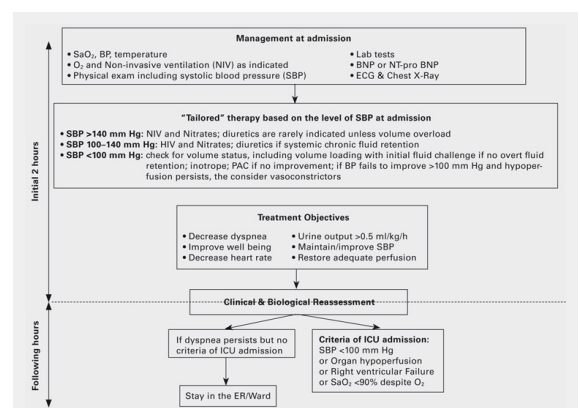 Management at admission
• SaO₂, BP, temperature
• O₂ and Non-invasive ventilation (NIV) as indicated
• Physical exam including systolic blood pressure (SBP)
• Lab tests
• BNP or NT-pro BNP
• ECG & Chest X-Ray
"Tailored" therapy based on the level of SBP at admission
• SBP >140 mm Hg: NIV and Nitrates; diuretics are rarely indicated unless volume overload
• SBP 100–140 mm Hg: HIV and Nitrates; diuretics if systemic chronic fluid retention
• SBP <100 mm Hg: check for volume status, including volume loading with initial fluid challenge if no overt fluid
retention; inotrope; PAC if no improvement; if BP fails to improve >100 mm Hg and hypoper-
fusion persists, the consider vasoconstrictors
Initial 2 hours
Treatment Objectives
• Decrease dyspnea
• Improve well being
• Decrease heart rate
• Urine output >0.5 ml/kg/h
• Maintain/improve SBP
• Restore adequate perfusion
Clinical & Biological Reassessment
Following hours
If dyspnea persists but no
criteria of ICU admission
Criteria of ICU admission:
SBP <100 mm Hg
or Organ hypoperfusion
or Right ventricular Failure
or SaO₂ <90% despite O₂
Stay in the ER/Ward